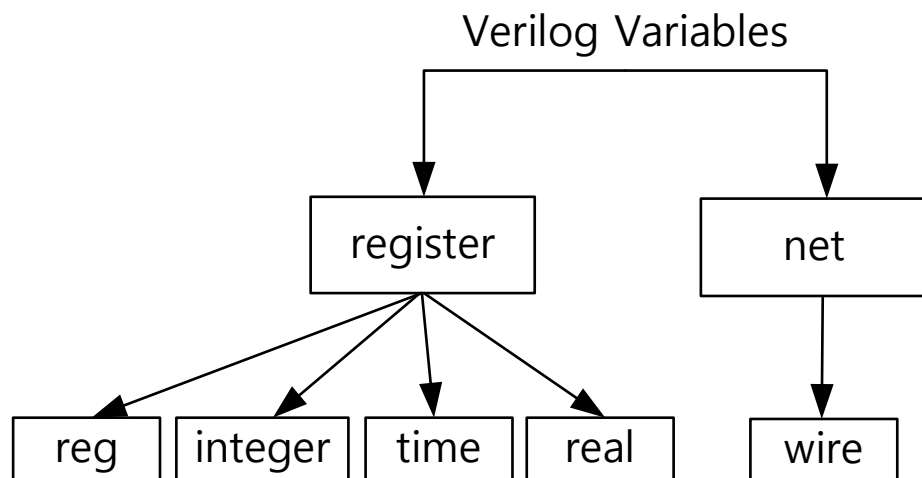 Verilog Variables
register
net
reg
integer
time
real
wire